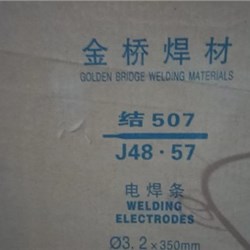 金桥焊材
GOLDEN BRIDGE WELDING MATERIALS
结507
J48·57
电焊条
WELDING
ELECTRODES
Ø3.2×350mm